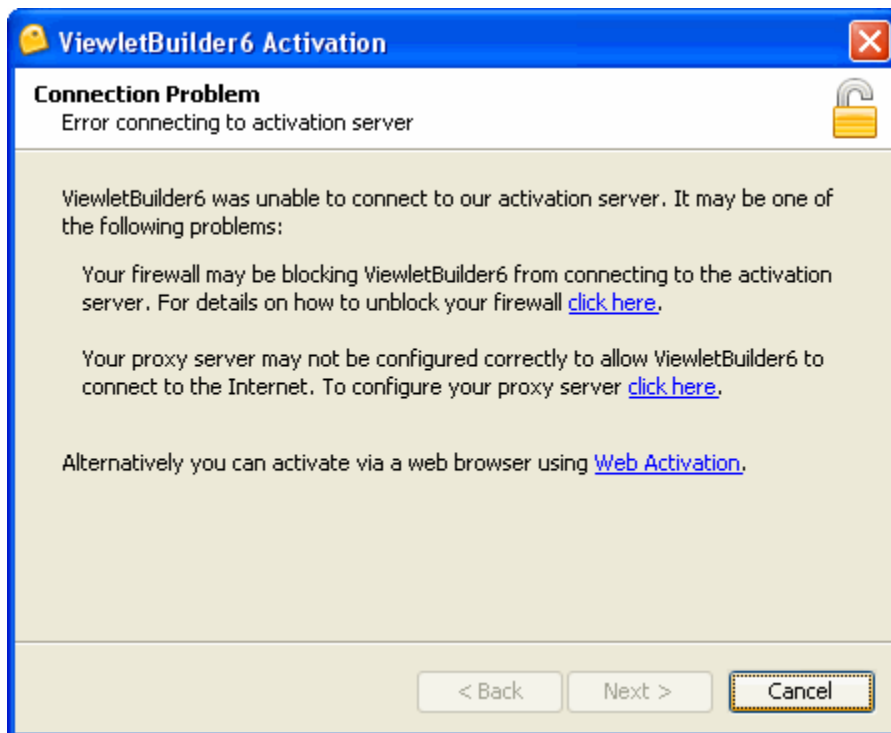 ViewletBuilder6 Activation
Connection Problem
Error connecting to activation server
ViewletBuilder6 was unable to connect to our activation server. It may be one of
the following problems:
Your firewall may be blocking ViewletBuilder6 from connecting to the activation
server. For details on how to unblock your firewall click here.
Your proxy server may not be configured correctly to allow ViewletBuilder6 to
connect to the Internet. To configure your proxy server click here.
Alternatively you can activate via a web browser using Web Activation.
< Back Next > Cancel